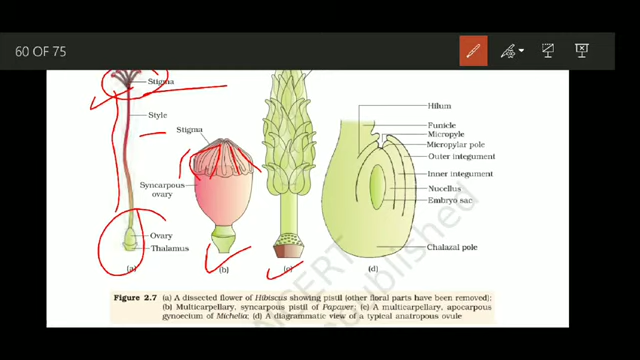 60 OF 75
Stigma
Style
Stigma
Syncarpous
ovary
Ovary
Thalamus
(a)
(b)
(c)
Hilum
Funicle
Micropyle
Micropylar pole
Outer integument
Inner integument
Nucellus
Embryo sac
Chalazal pole
(d)
Figure 2.7 (a) A dissected flower of Hibiscus showing pistil (other floral parts have been removed);
(b) Multicarpellary, syncarpous pistil of Papaver; (c) A multicarpellary, apocarpous
gynoecium of Michelia; (d) A diagrammatic view of a typical anatropous ovule